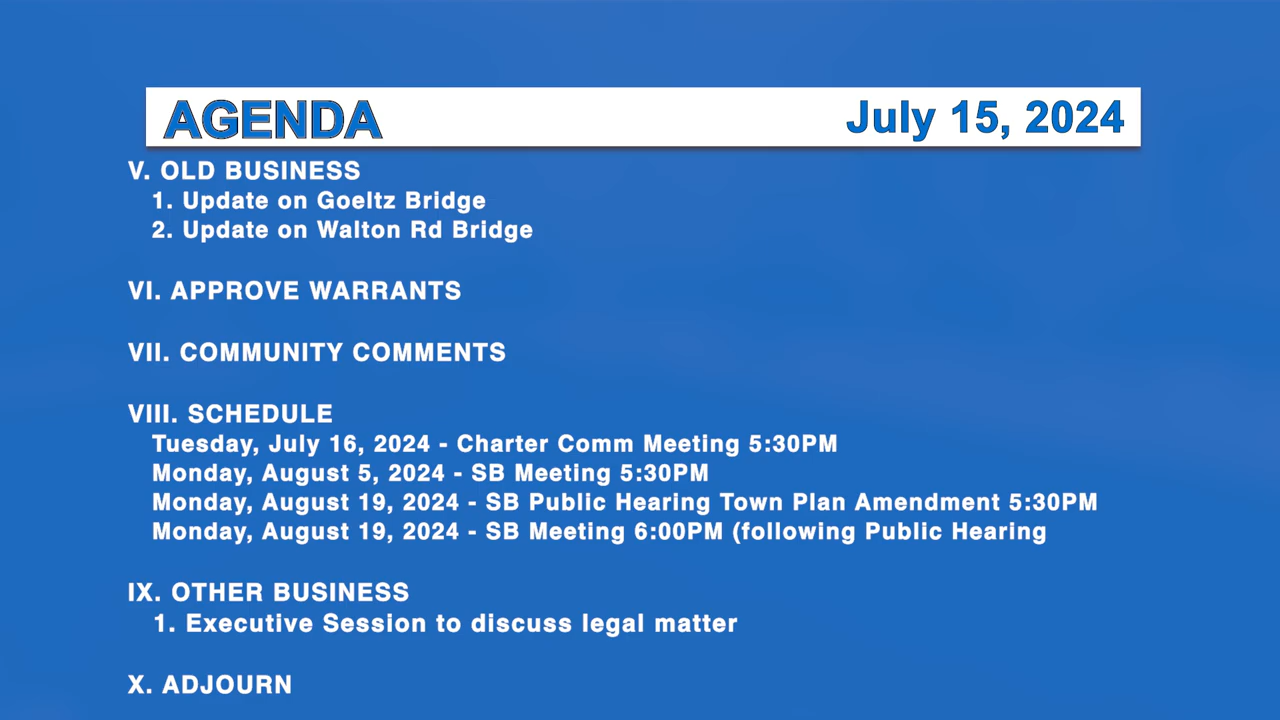 AGENDA July 15, 2024
V. OLD BUSINESS
1. Update on Goeltz Bridge
2. Update on Walton Rd Bridge
VI. APPROVE WARRANTS
VII. COMMUNITY COMMENTS
VIII. SCHEDULE
Tuesday, July 16, 2024 - Charter Comm Meeting 5:30PM
Monday, August 5, 2024 - SB Meeting 5:30PM
Monday, August 19, 2024 - SB Public Hearing Town Plan Amendment 5:30PM
Monday, August 19, 2024 - SB Meeting 6:00PM (following Public Hearing
IX. OTHER BUSINESS
1. Executive Session to discuss legal matter
X. ADJOURN